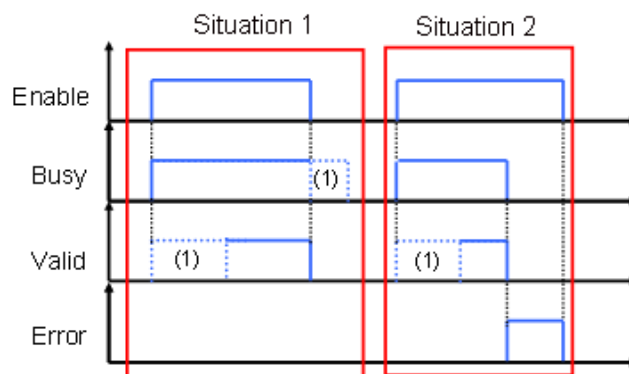 Situation 1 Situation 2
Enable
Busy (1)
Valid (1) (1)
Error